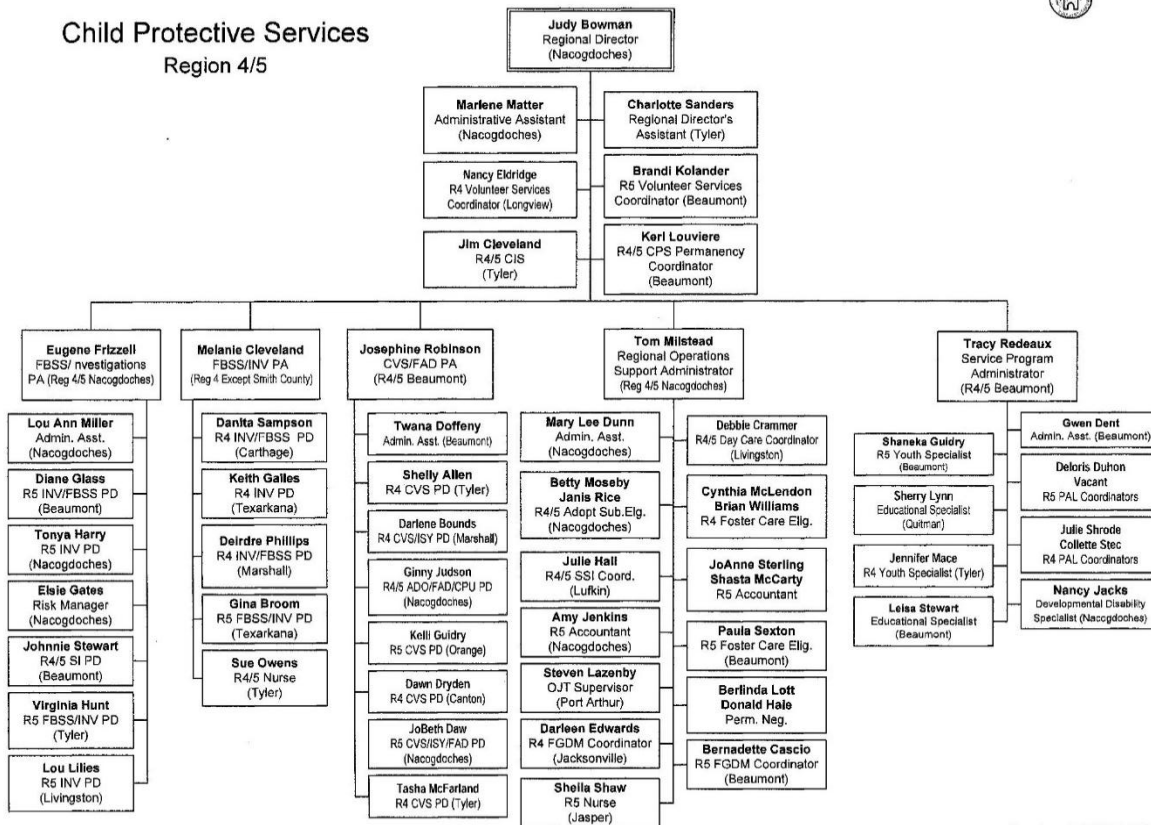 Child Protective Services
Region 4/5
Judy Bowman
Regional Director
(Nacogdoches)
Marlene Matter
Administrative Assistant
(Nacogdoches)
Charlotte Sanders
Regional Director's
Assistant (Tyler)
Nancy Eldridge
R4 Volunteer Services
Coordinator (Longview)
Brandi Kolander
R5 Volunteer Services
Coordinator (Beaumont)
Jim Cleveland
R4/5 CIS
(Tyler)
Keri Louviere
R4/5 CPS Permanency
Coordinator
(Beaumont)
Eugene Frizzell
FBSS/ nvestigations
PA (Reg 4/5 Nacogdoches)
Lou Ann Miller
Admin. Asst.
(Nacogdoches)
Diane Glass
R5 INV/FBSS PD
(Beaumont)
Tonya Harry
R5 INV PD
(Nacogdoches)
Elsie Gates
Risk Manager
(Nacogdoches)
Johnnie Stewart
R4/5 SI PD
(Beaumont)
Virginia Hunt
R5 FBSS/INV PD
(Tyler)
Lou Lilies
R5 INV PD
(Livingston)
Melanie Cleveland
FBSS/INV PA
(Reg 4 Except Smith County)
Danita Sampson
R4 INV/FBSS PD
(Carthage)
Keith Galles
R4 INV PD
(Texarkana)
Deirdre Phillips
R4 INV/FBSS PD
(Marshall)
Gina Broom
R5 FBSS/INV PD
(Texarkana)
Sue Owens
R4/5 Nurse
(Tyler)
Josephine Robinson
CVS/FAD PA
(R4/5 Beaumont)
Twana Doffeny
Admin. Asst. (Beaumont)
Shelly Allen
R4 CVS PD (Tyler)
Darlene Bounds
R4 CVS/ISY PD (Marshall)
Ginny Judson
R4/5 ADO/FAD/CPU PD
(Nacogdoches)
Kelli Guidry
R5 CVS PD (Orange)
Dawn Dryden
R4 CVS PD (Canton)
JoBeth Daw
R5 CVS/ISY/FAD PD
(Nacogdoches)
Tasha McFarland
R4 CVS PD (Tyler)
Tom Milstead
Regional Operations
Support Administrator
(Reg 4/5 Nacogdoches)
Mary Lee Dunn
Admin. Asst.
(Nacogdoches)
Betty Moseby
Janis Rice
R4/5 Adopt Sub.Elg.
(Nacogdoches)
Julie Hall
R4/5 SSI Coord.
(Lufkin)
Amy Jenkins
R5 Accountant
(Nacogdoches)
Steven Lazenby
OJT Supervisor
(Port Arthur)
Darleen Edwards
R4 FGDM Coordinator
(Jacksonville)
Sheila Shaw
R5 Nurse
(Jasper)
Debbie Crammer
R4/5 Day Care Coordinator
(Livingston)
Cynthia McLendon
Brian Williams
R4 Foster Care Elig.
JoAnne Sterling
Shasta McCarty
R5 Accountant
Paula Sexton
R5 Foster Care Elig.
(Beaumont)
Berlinda Lott
Donald Hale
Perm. Neg.
Bernadette Cascio
R5 FGDM Coordinator
(Beaumont)
Tracy Redeaux
Service Program
Administrator
(R4/5 Beaumont)
Shaneka Guidry
R5 Youth Specialist
(Beaumont)
Sherry Lynn
Educational Specialist
(Quitman)
Jennifer Mace
R4 Youth Specialist (Tyler)
Leisa Stewart
Educational Specialist
(Beaumont)
Gwen Dent
Admin. Asst. (Beaumont)
Deloris Duhon
Vacant
R5 PAL Coordinators
Julie Shrode
Collette Stec
R4 PAL Coordinators
Nancy Jacks
Developmental Disability
Specialist (Nacogdoches)